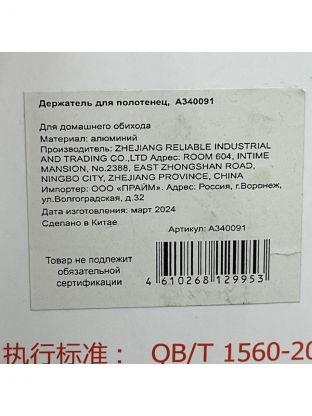 Держатель для полотенец, A340091
Для домашнего обихода
Материал: алюминий
Производитель: ZHEJIANG RELIABLE INDUSTRIAL
AND TRADING CO.,LTD Адрес: ROOM 604, INTIME
MANSION, No.2388, EAST ZHONGSHAN ROAD,
NINGBO CITY, ZHEJIANG PROVINCE, CHINA
Импортер: ООО «ПРАЙМ». Адрес: Россия, г.Воронеж,
ул.Волгоградская, д.32
Дата изготовления: март 2024
Сделано в Китае
Артикул: A340091
Товар не подлежит
обязательной
сертификации
4 610268 129953
执行标准： QB/T 1560-20